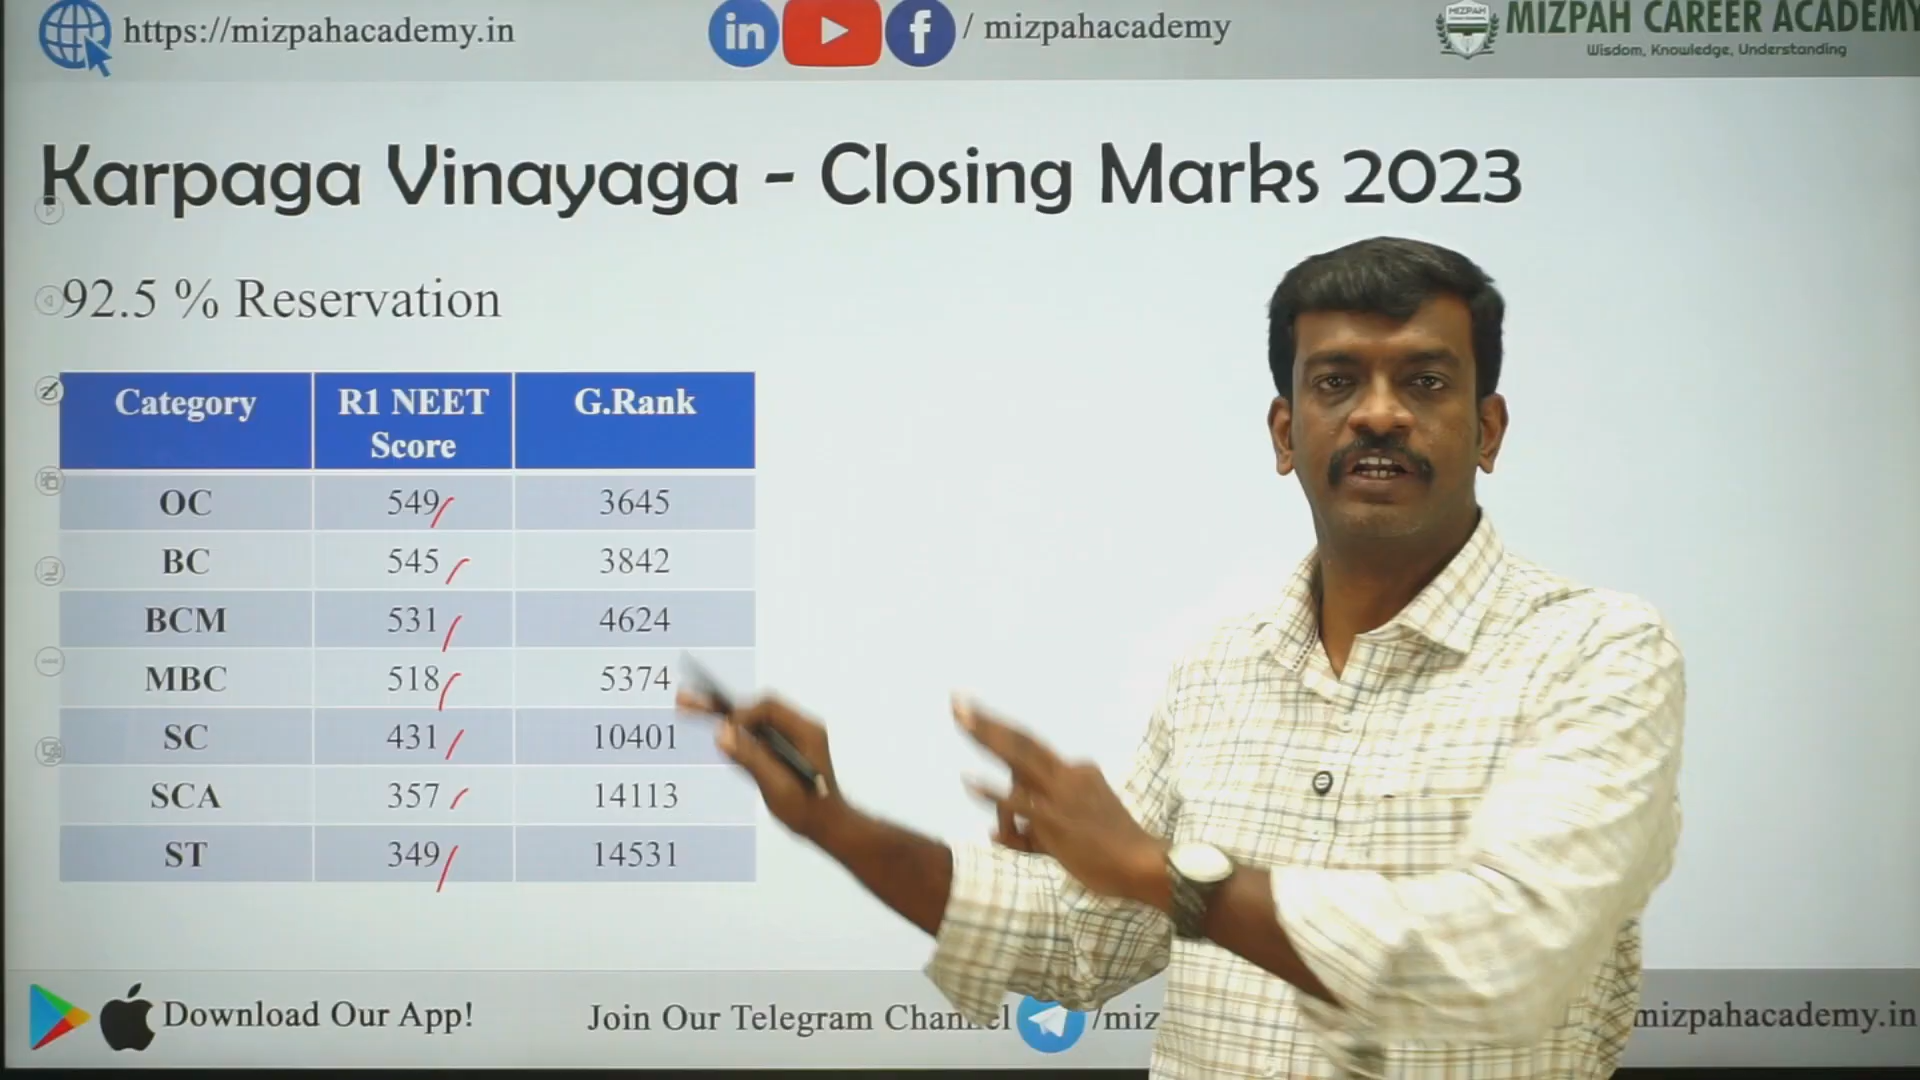 https://mizpahacademy.in
in f / mizpahacademy
MIZPAH
MIZPAH CAREER ACADEMY
Wisdom, Knowledge, Understanding
Karpaga Vinayaga - Closing Marks 2023
92.5 % Reservation
Category R1 NEET Score G.Rank
OC 549 3645
BC 545 3842
BCM 531 4624
MBC 518 5374
SC 431 10401
SCA 357 14113
ST 349 14531
Download Our App!
Join Our Telegram Channel /miz
mizpahacademy.in